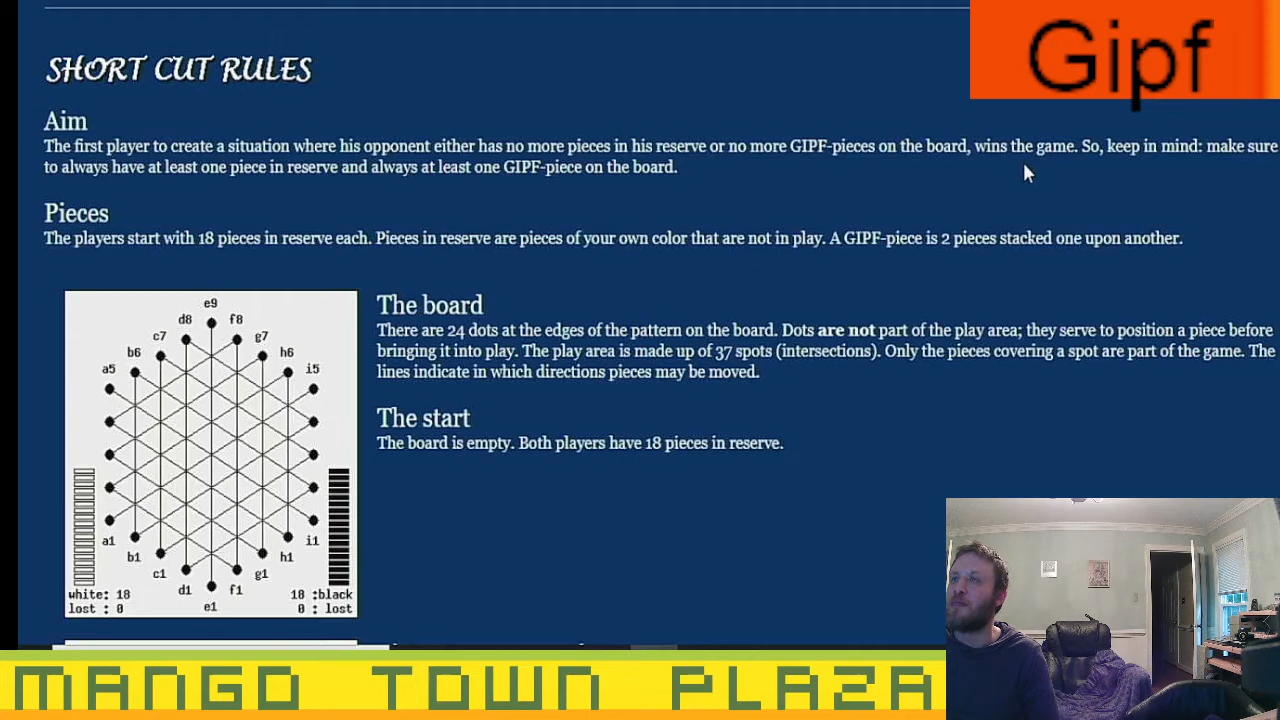 Gipf
SHORT CUT RULES
Aim
The first player to create a situation where his opponent either has no more pieces in his reserve or no more GIPF-pieces on the board, wins the game. So, keep in mind: make sure
to always have at least one piece in reserve and always at least one GIPF-piece on the board.
Pieces
The players start with 18 pieces in reserve each. Pieces in reserve are pieces of your own color that are not in play. A GIPF-piece is 2 pieces stacked one upon another.
e9
d8 f8
c7 g7
b6 h6
a5 i5
a1 i1
b1 h1
c1 g1
d1 f1
e1
white: 18 18 :black
lost : 0 0 : lost
The board
There are 24 dots at the edges of the pattern on the board. Dots are not part of the play area; they serve to position a piece before
bringing it into play. The play area is made up of 37 spots (intersections). Only the pieces covering a spot are part of the game. The
lines indicate in which directions pieces may be moved.
The start
The board is empty. Both players have 18 pieces in reserve.
MANGO TOWN PLAZA